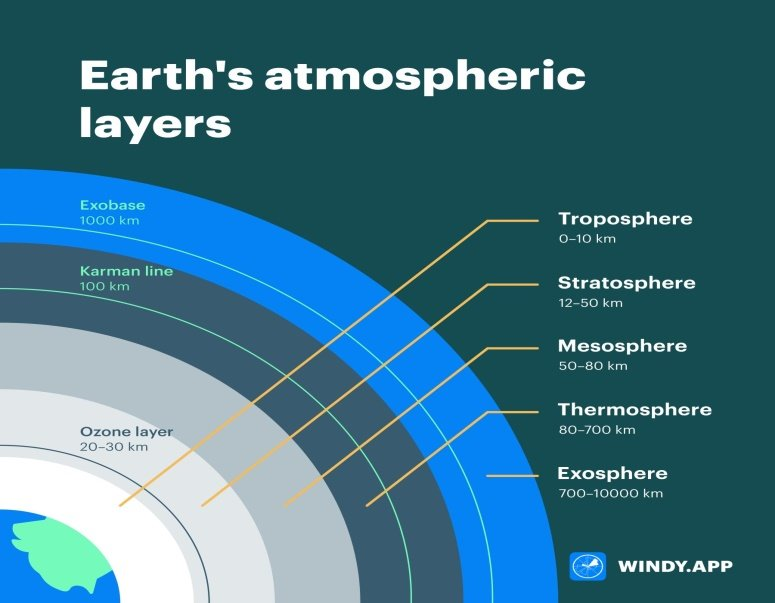 Earth's atmospheric
layers
Exobase
1000 km
Karman line
100 km
Ozone layer
20–30 km
Troposphere
0–10 km
Stratosphere
12–50 km
Mesosphere
50–80 km
Thermosphere
80–700 km
Exosphere
700–10000 km
WINDY.APP